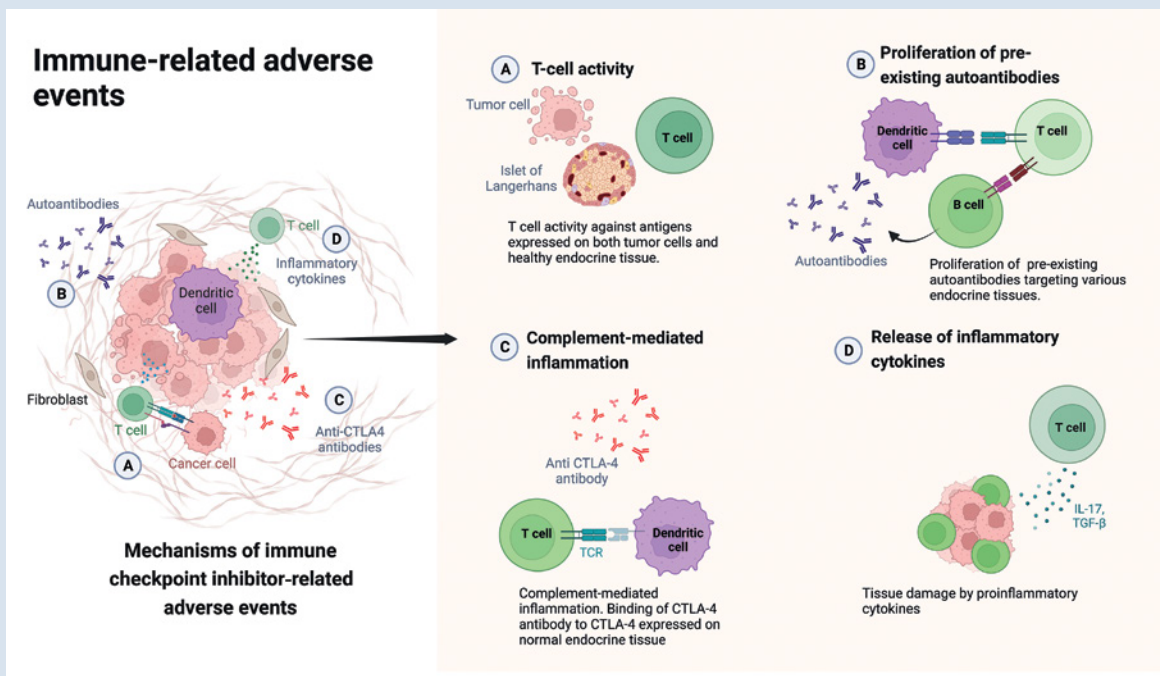 Immune-related adverse
events
Autoantibodies
B
T cell
D
Inflammatory
cytokines
Dendritic
cell
Fibroblast
T cell
A
Cancer cell
C
Anti-CTLA4
antibodies
Mechanisms of immune
checkpoint inhibitor-related
adverse events
A T-cell activity
Tumor cell
T cell
Islet of
Langerhans
T cell activity against antigens
expressed on both tumor cells and
healthy endocrine tissue.
B Proliferation of pre-
existing autoantibodies
Dendritic
cell
T cell
B cell
Autoantibodies
Proliferation of pre-existing
autoantibodies targeting various
endocrine tissues.
C Complement-mediated
inflammation
Anti CTLA-4
antibody
T cell
TCR
Dendritic
cell
Complement-mediated
inflammation. Binding of CTLA-4
antibody to CTLA-4 expressed on
normal endocrine tissue
D Release of inflammatory
cytokines
T cell
IL-17,
TGF-β
Tissue damage by proinflammatory
cytokines